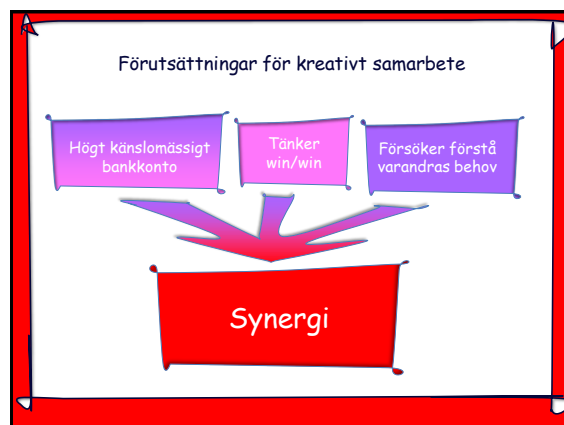 Förutsättningar för kreativt samarbete
Högt känslomässigt
bankkonto
Tänker
win/win
Försöker förstå
varandras behov
Synergi